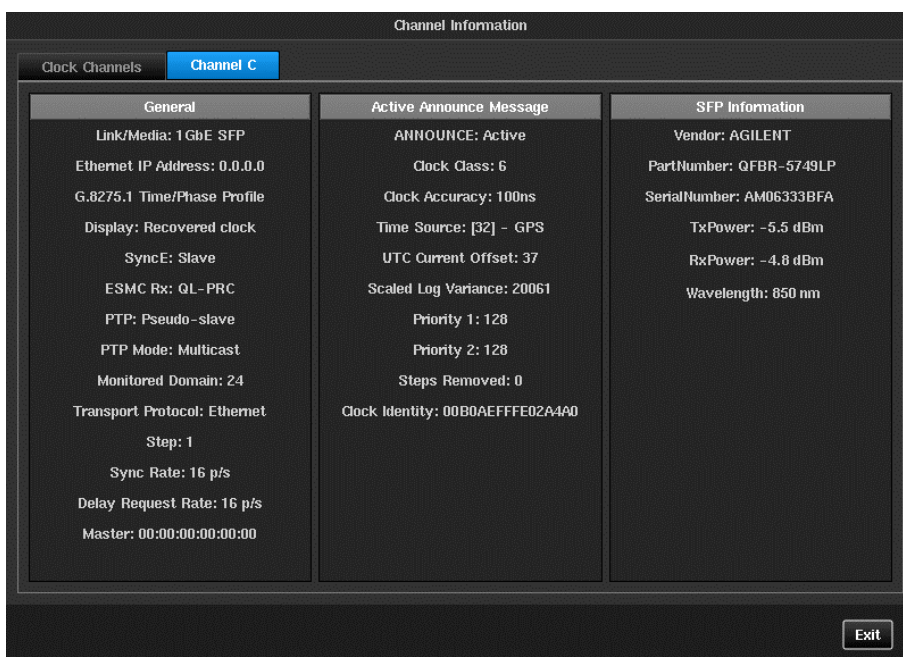 Channel Information
Clock Channels
Channel C
General
Link/Media: 1GbE SFP
Ethernet IP Address: 0.0.0.0
G.8275.1 Time/Phase Profile
Display: Recovered clock
SyncE: Slave
ESMC Rx: QL-PRC
PTP: Pseudo-slave
PTP Mode: Multicast
Monitored Domain: 24
Transport Protocol: Ethernet
Step: 1
Sync Rate: 16 p/s
Delay Request Rate: 16 p/s
Master: 00:00:00:00:00:00
Active Announce Message
ANNOUNCE: Active
Clock Class: 6
Clock Accuracy: 100ns
Time Source: [32] - GPS
UTC Current Offset: 37
Scaled Log Variance: 20061
Priority 1: 128
Priority 2: 128
Steps Removed: 0
Clock Identity: 00B0AEFFFE02A4A0
SFP Information
Vendor: AGILENT
PartNumber: QFBR-5749LP
SerialNumber: AM06333BFA
TxPower: -5.5 dBm
RxPower: -4.8 dBm
Wavelength: 850 nm
Exit